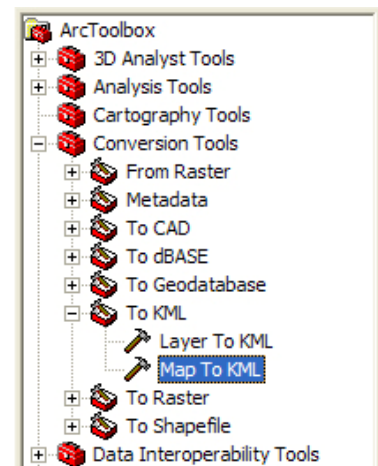 ArcToolbox
3D Analyst Tools
Analysis Tools
Cartography Tools
Conversion Tools
From Raster
Metadata
To CAD
To dBASE
To Geodatabase
To KML
Layer To KML
Map To KML
To Raster
To Shapefile
Data Interoperability Tools